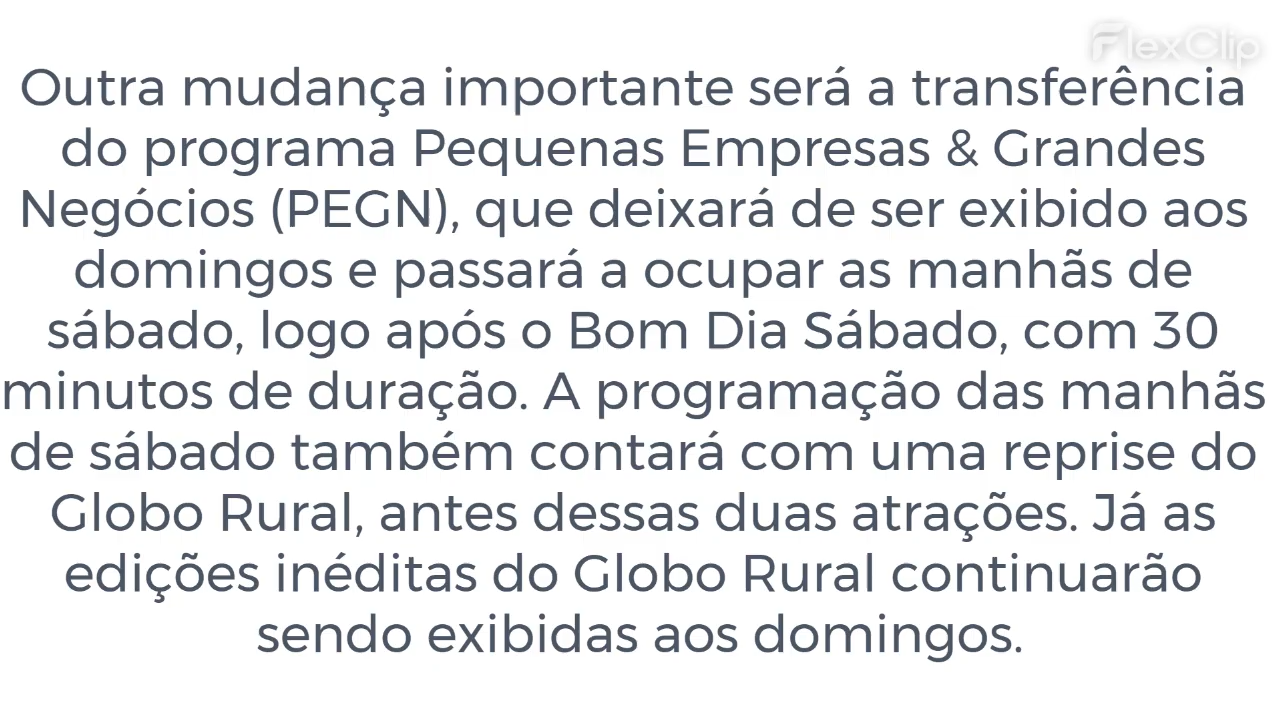 FlexClip
Outra mudança importante será a transferência
do programa Pequenas Empresas & Grandes
Negócios (PEGN), que deixará de ser exibido aos
domingos e passará a ocupar as manhãs de
sábado, logo após o Bom Dia Sábado, com 30
minutos de duração. A programação das manhãs
de sábado também contará com uma reprise do
Globo Rural, antes dessas duas atrações. Já as
edições inéditas do Globo Rural continuarão
sendo exibidas aos domingos.